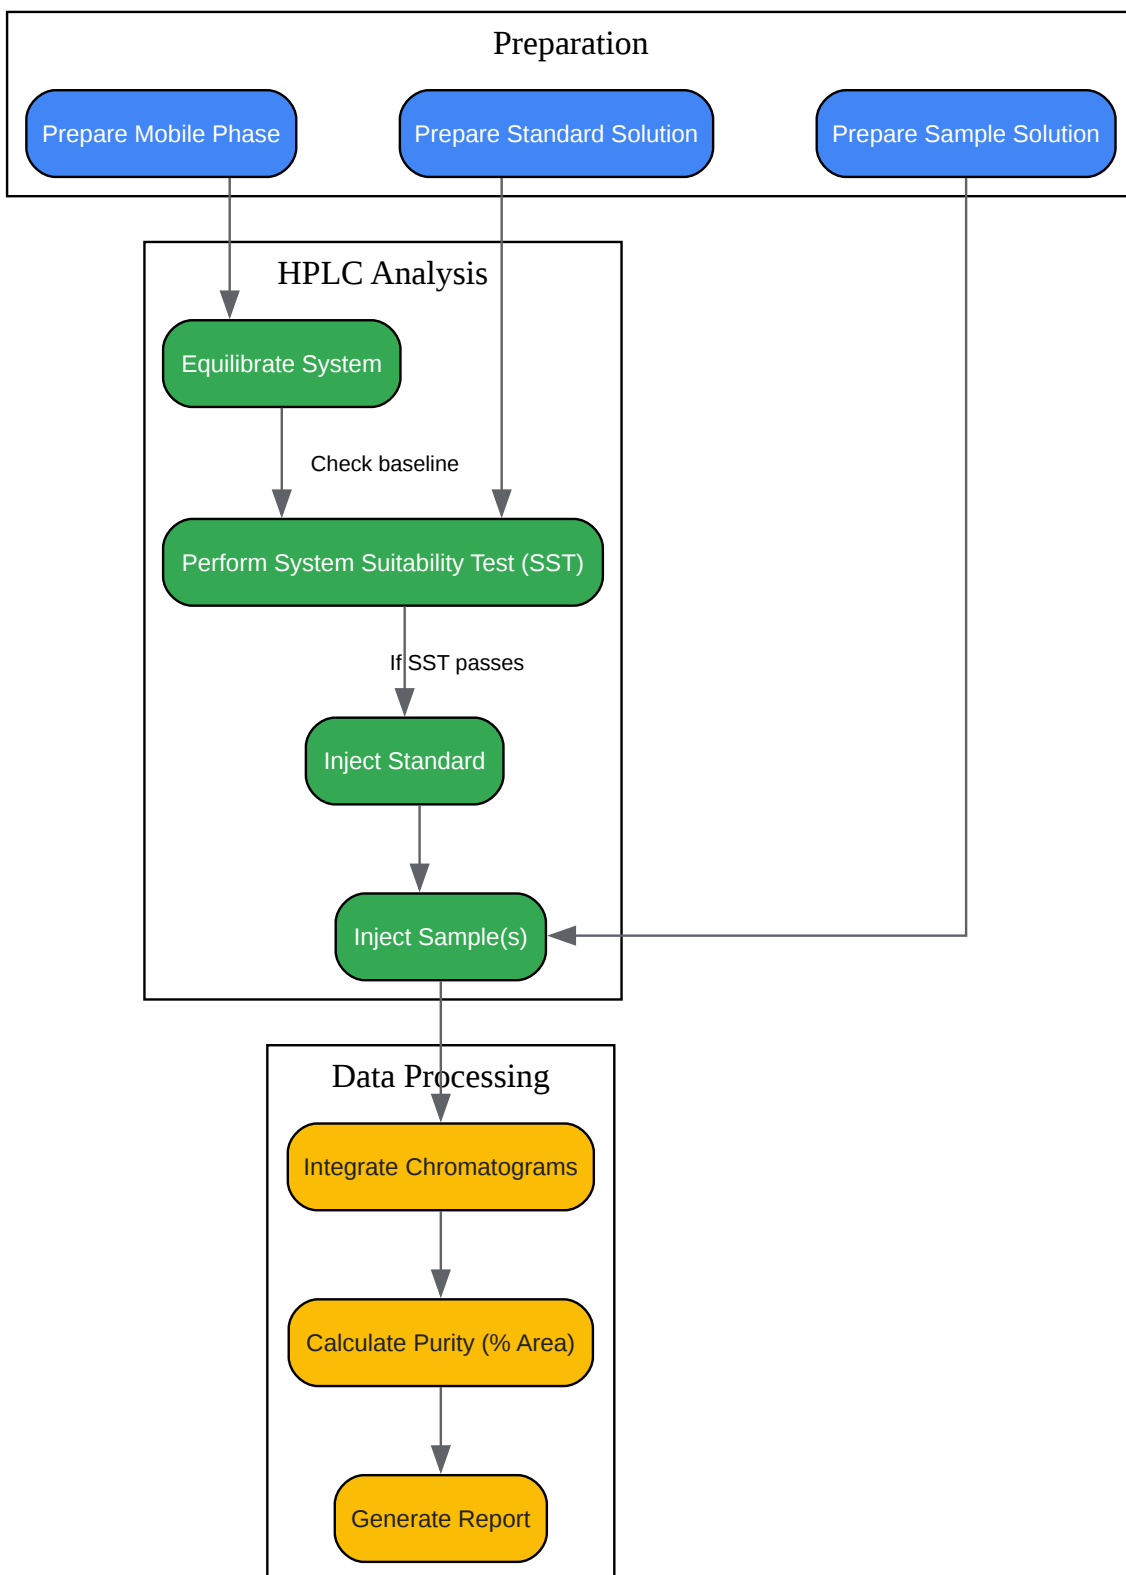 Preparation
Prepare Mobile Phase
Prepare Standard Solution
Prepare Sample Solution
HPLC Analysis
Equilibrate System
Check baseline
Perform System Suitability Test (SST)
If SST passes
Inject Standard
Inject Sample(s)
Data Processing
Integrate Chromatograms
Calculate Purity (% Area)
Generate Report